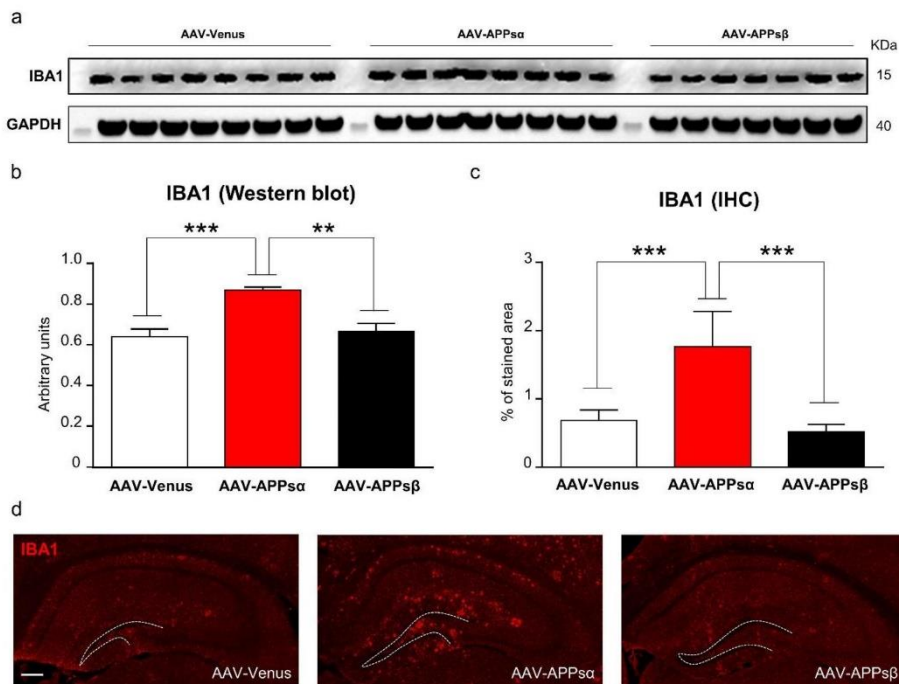 a
AAV-Venus AAV-APPsα AAV-APPsβ
KDa
IBA1 15
GAPDH 40
b
IBA1 (Western blot)
*** **
1.0
0.8
0.6
0.4
0.2
0
Arbitrary units
AAV-Venus AAV-APPsα AAV-APPsβ
c
IBA1 (IHC)
*** ***
3
2
1
0
% of stained area
AAV-Venus AAV-APPsα AAV-APPsβ
d
IBA1
AAV-Venus AAV-APPsα AAV-APPsβ